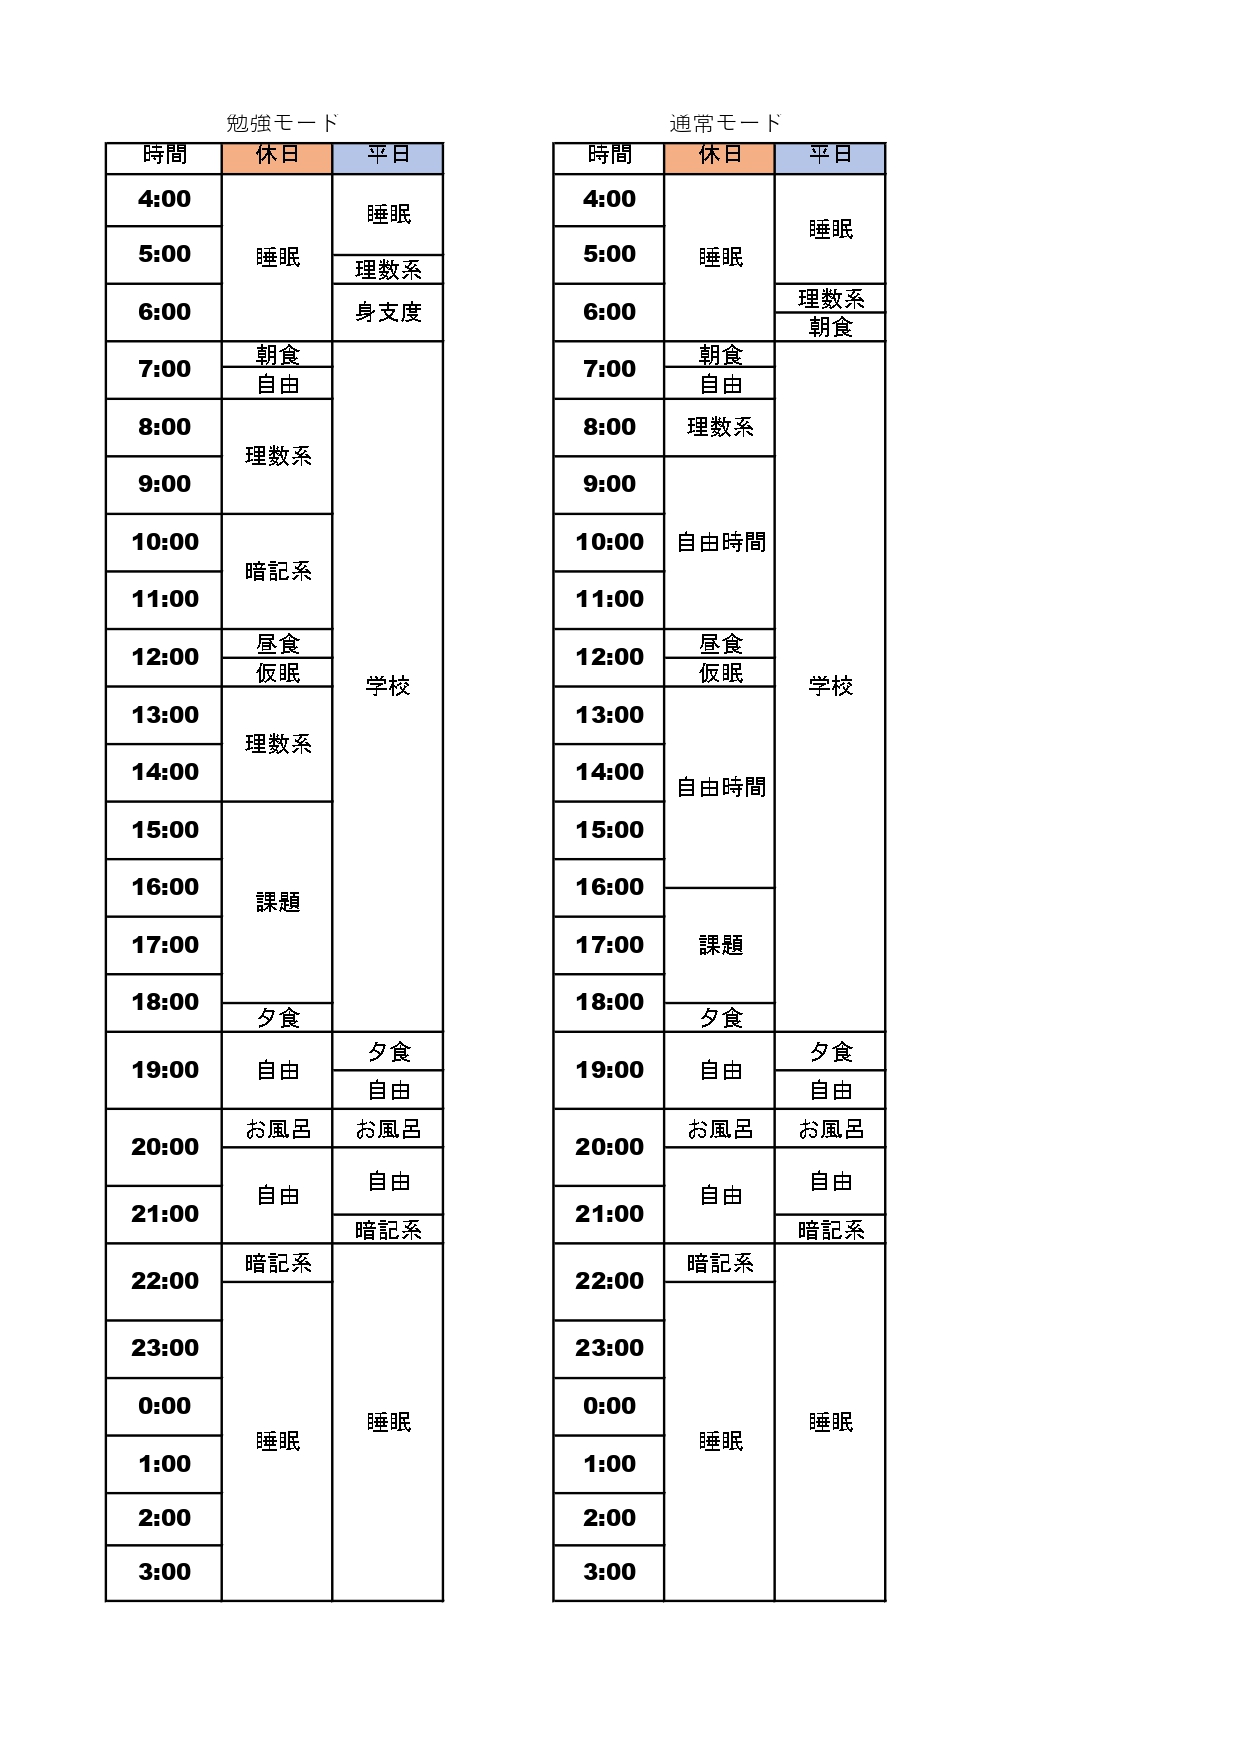 勉強モード 通常モード
時間 休日 平日 時間 休日 平日
4:00 睡眠 睡眠 4:00 睡眠 睡眠
5:00 理数系 5:00
6:00 身支度 6:00 理数系
朝食
7:00 朝食 学校 7:00 朝食 学校
自由 自由
8:00 理数系 8:00 理数系
9:00 9:00 自由時間
10:00 暗記系 10:00
11:00 11:00
12:00 昼食 12:00 昼食
仮眠 仮眠
13:00 理数系 13:00 自由時間
14:00 14:00
15:00 課題 15:00
16:00 16:00
17:00 17:00 課題
18:00 18:00
夕食 夕食
19:00 自由 夕食 19:00 自由 夕食
自由 自由
20:00 お風呂 お風呂 20:00 お風呂 お風呂
自由 自由 自由 自由
21:00 21:00
暗記系 暗記系
22:00 暗記系 睡眠 22:00 暗記系 睡眠
睡眠 睡眠
23:00 23:00
0:00 0:00
1:00 1:00
2:00 2:00
3:00 3:00